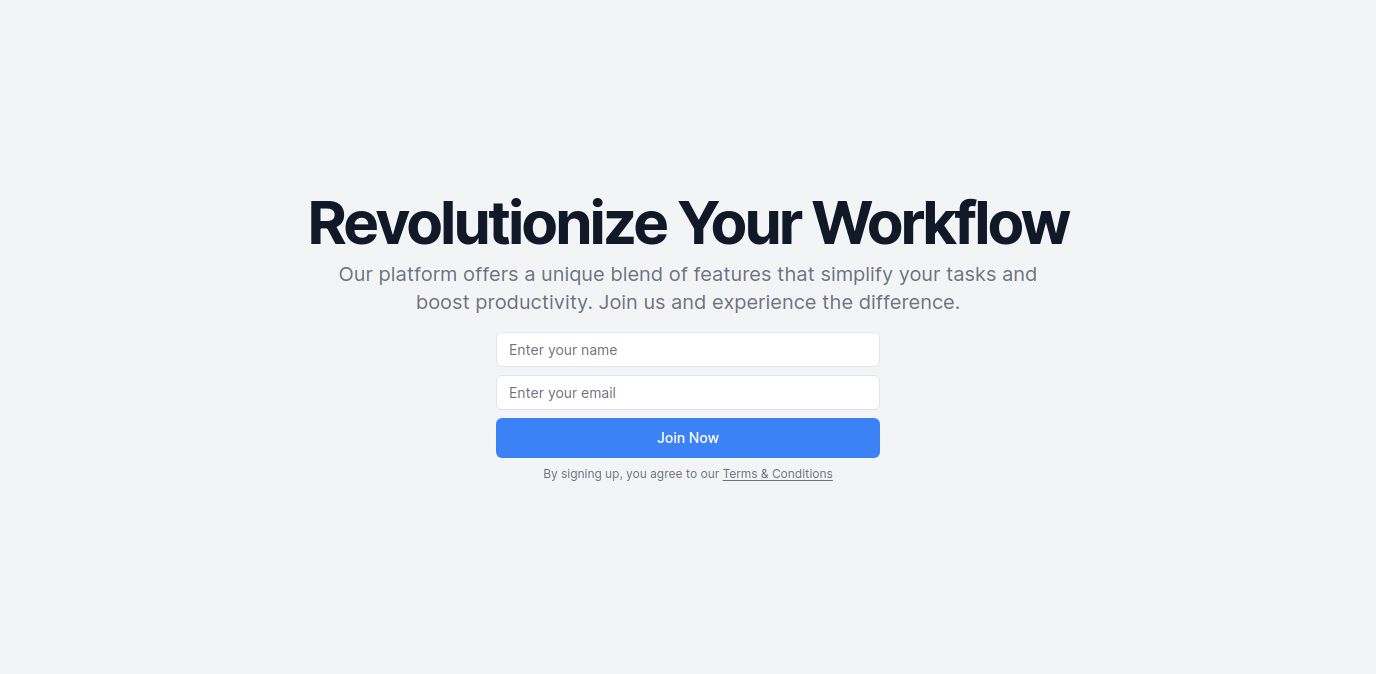 Revolutionize Your Workflow
Our platform offers a unique blend of features that simplify your tasks and
boost productivity. Join us and experience the difference.
Enter your name
Enter your email
Join Now
By signing up, you agree to our Terms & Conditions